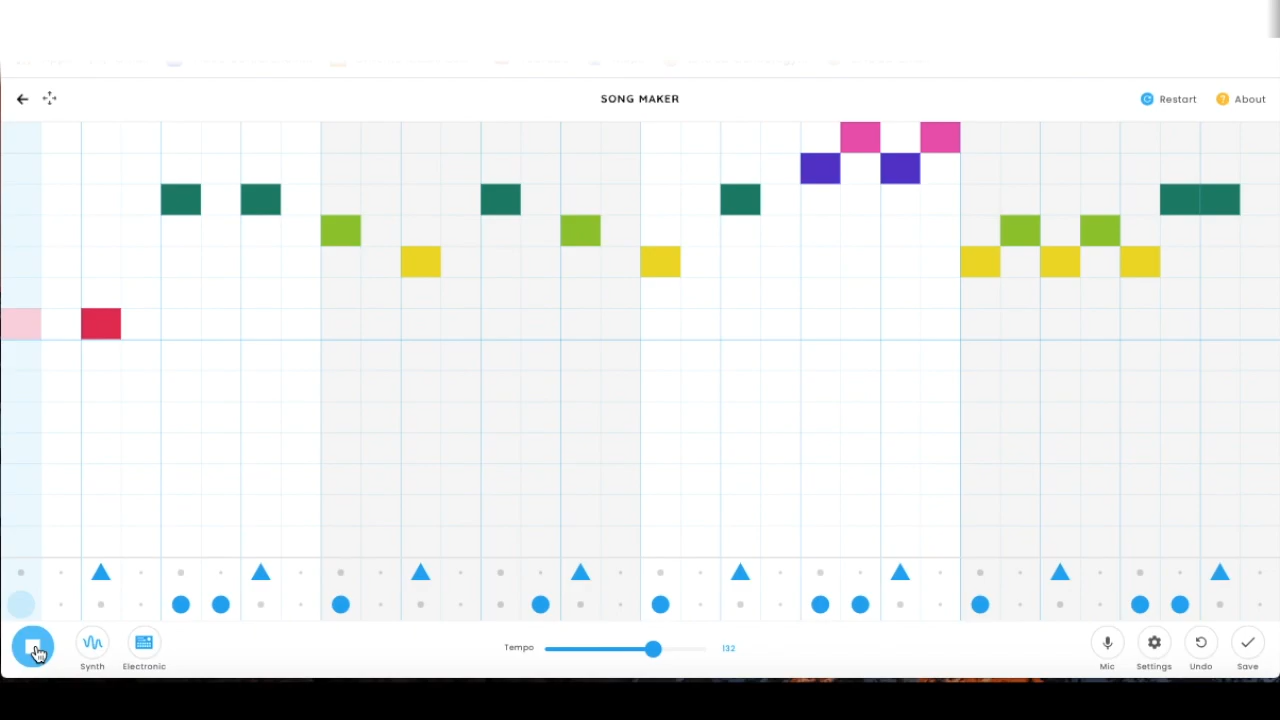 SONG MAKER
Restart
About
Synth
Electronic
Tempo
132
Mic
Settings
Undo
Save